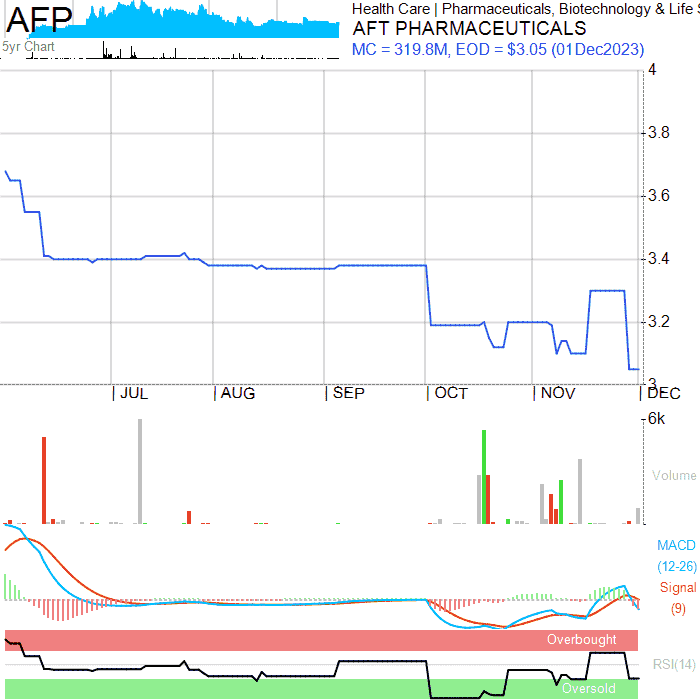 AFP
5yr Chart
Health Care | Pharmaceuticals, Biotechnology & Life S
AFT PHARMACEUTICALS
MC = 319.8M, EOD = $3.05 (01Dec2023)
4
3.8
3.6
3.4
3.2
3
| JUL | AUG | SEP | OCT | NOV | DEC
6k
Volume
MACD
(12-26)
Signal
(9)
Overbought
RSI(14)
Oversold